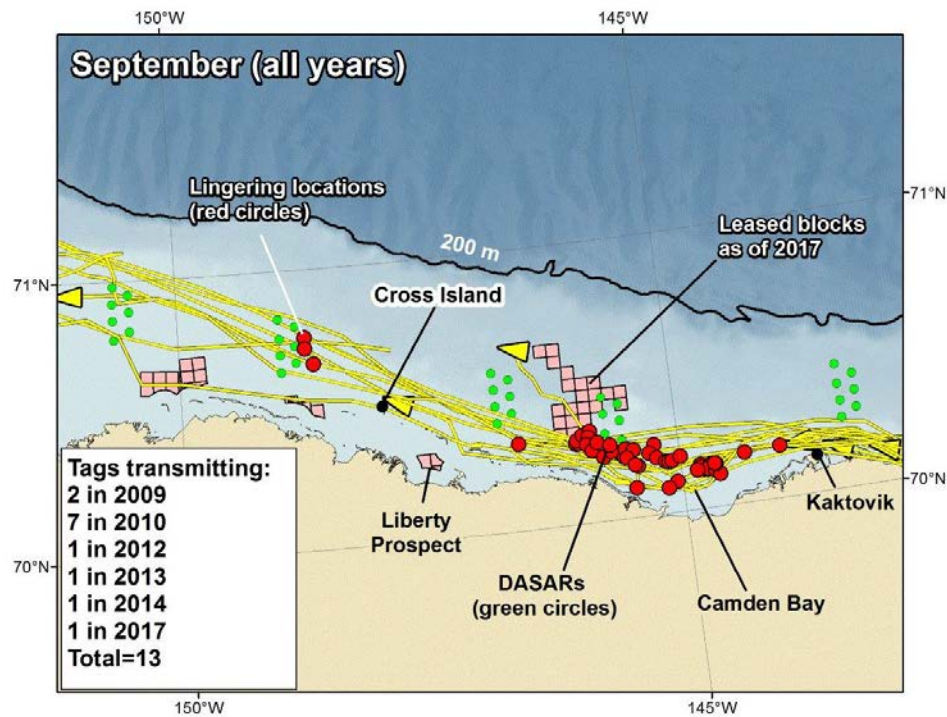 150°W
145°W
September (all years)
71°N
Lingering locations
(red circles)
Leased blocks
as of 2017
200 m
71°N
Cross Island
Tags transmitting:
2 in 2009
7 in 2010
1 in 2012
1 in 2013
1 in 2014
1 in 2017
Total=13
70°N
Kaktovik
Liberty
Prospect
70°N
DASARs
(green circles)
Camden Bay
150°W
145°W